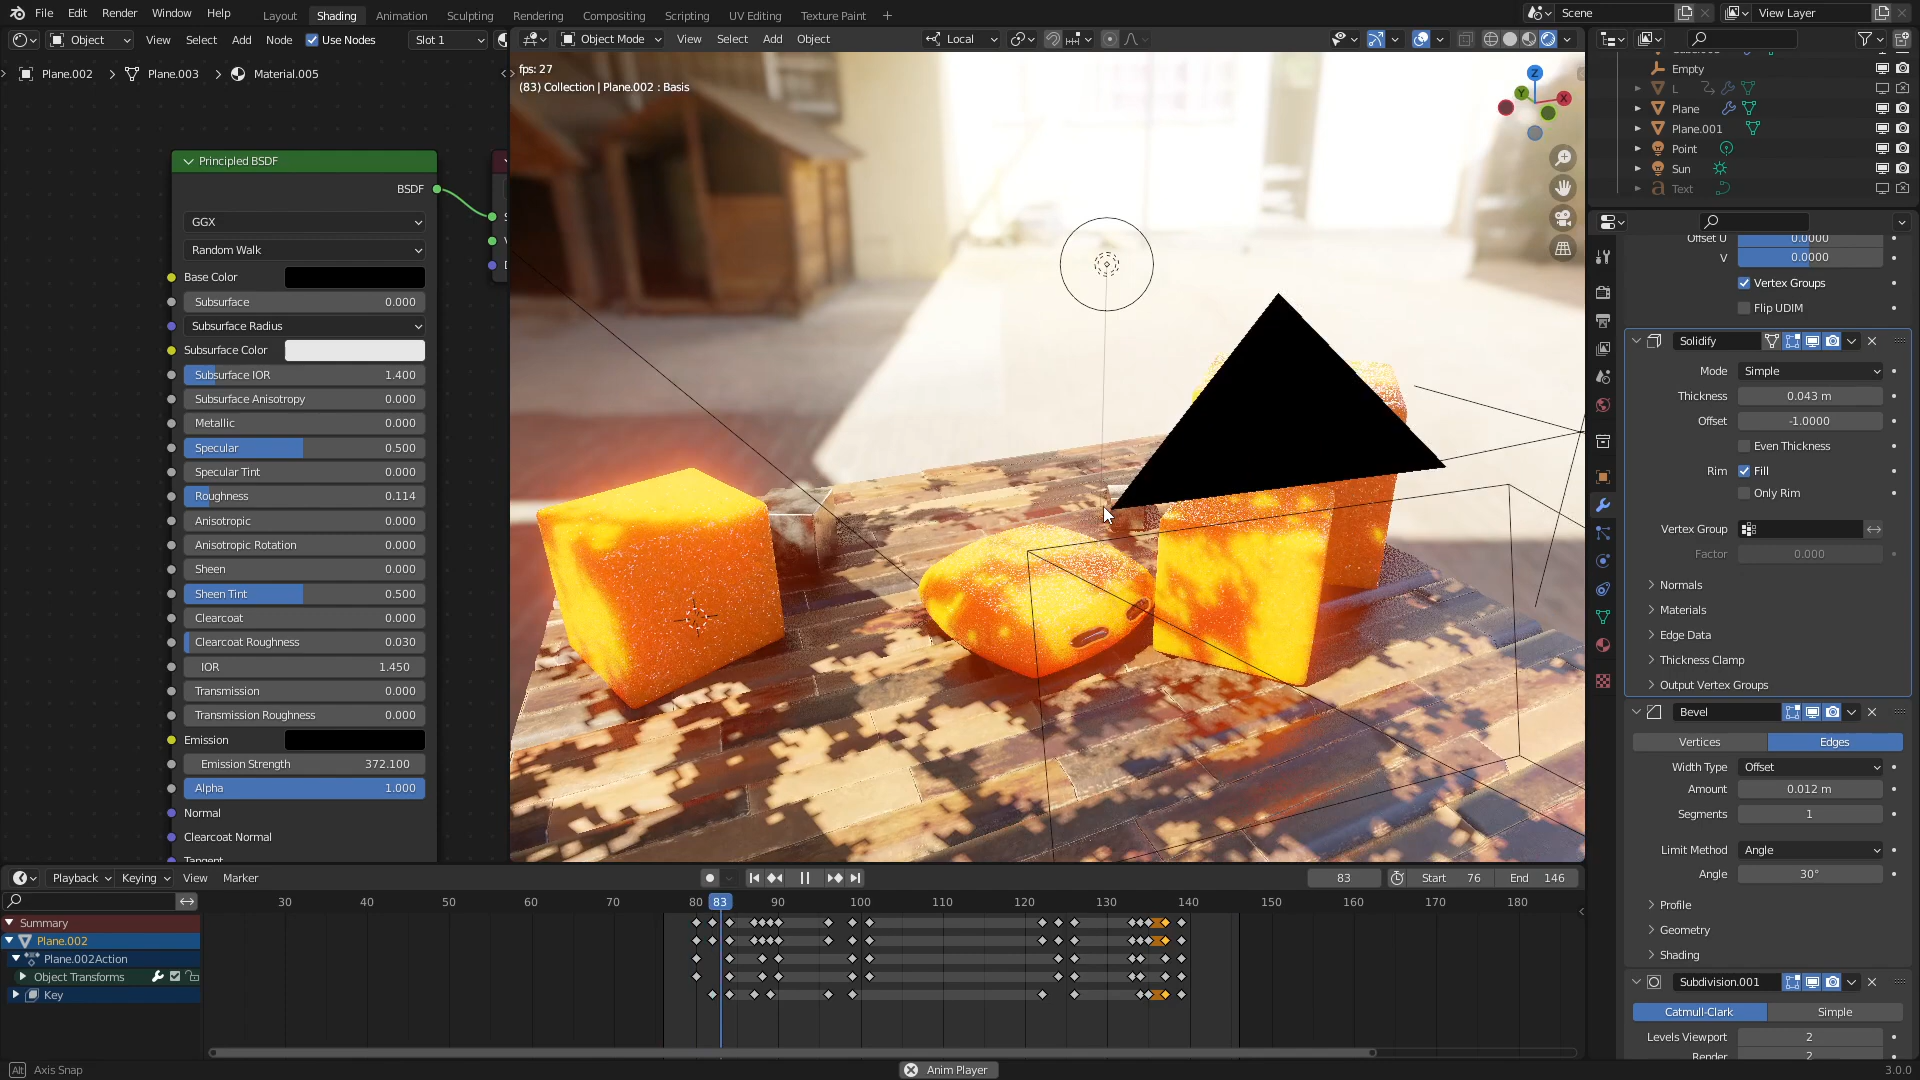 File Edit Render Window Help
Layout Shading Animation Sculpting Rendering Compositing Scripting UV Editing Texture Paint +
Scene View Layer
Object View Select Add Node Use Nodes Slot 1
Object Mode View Select Add Object Local
Plane.002 > Plane.003 > Material.005
fps: 27
(83) Collection | Plane.002 : Basis
Z
Y
X
Principled BSDF
BSDF
GGX
Random Walk
Base Color
Subsurface 0.000
Subsurface Radius
Subsurface Color
Subsurface IOR 1.400
Subsurface Anisotropy 0.000
Metallic 0.000
Specular 0.500
Specular Tint 0.000
Roughness 0.114
Anisotropic 0.000
Anisotropic Rotation 0.000
Sheen 0.000
Sheen Tint 0.500
Clearcoat 0.000
Clearcoat Roughness 0.030
IOR 1.450
Transmission 0.000
Transmission Roughness 0.000
Emission
Emission Strength 372.100
Alpha 1.000
Normal
Clearcoat Normal
Tangent
Empty
L
Plane
Plane.001
Point
Sun
Text
Offset U 0.0000
V 0.0000
Vertex Groups
Flip UDIM
Solidify
Mode Simple
Thickness 0.043 m
Offset -1.0000
Even Thickness
Rim Fill
Only Rim
Vertex Group
Factor 0.000
Normals
Materials
Edge Data
Thickness Clamp
Output Vertex Groups
Bevel
Vertices Edges
Width Type Offset
Amount 0.012 m
Segments 1
Limit Method Angle
Angle 30°
Profile
Geometry
Shading
Subdivision.001
Catmull-Clark Simple
Levels Viewport 2
Render 2
Playback Keying View Marker
83 Start 76 End 146
30 40 50 60 70 80 83 90 100 110 120 130 140 150 160 170 180
Summary
Plane.002
Plane.002Action
Object Transforms
Key
Alt Axis Snap
Anim Player
3.0.0